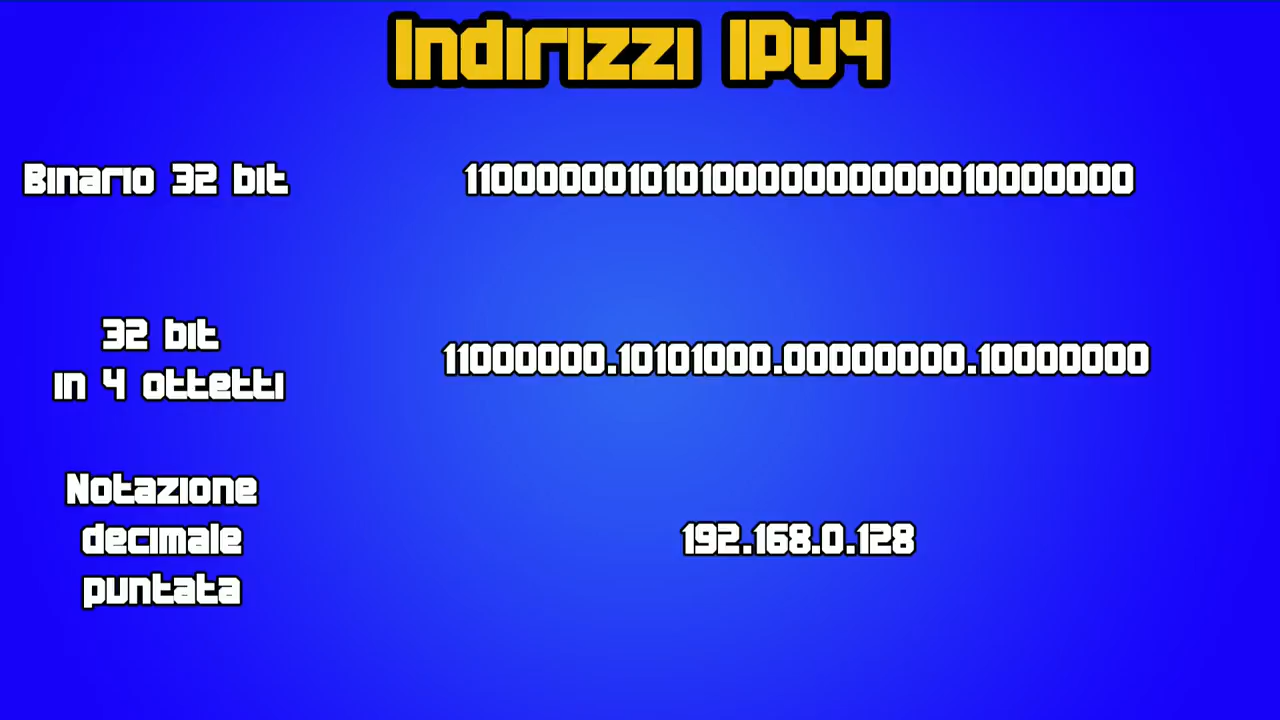 Indirizzi IPv4
Binario 32 bit
11000000101010000000000010000000
32 bit
in 4 ottetti
11000000.10101000.00000000.10000000
Notazione
decimale
puntata
192.168.0.128